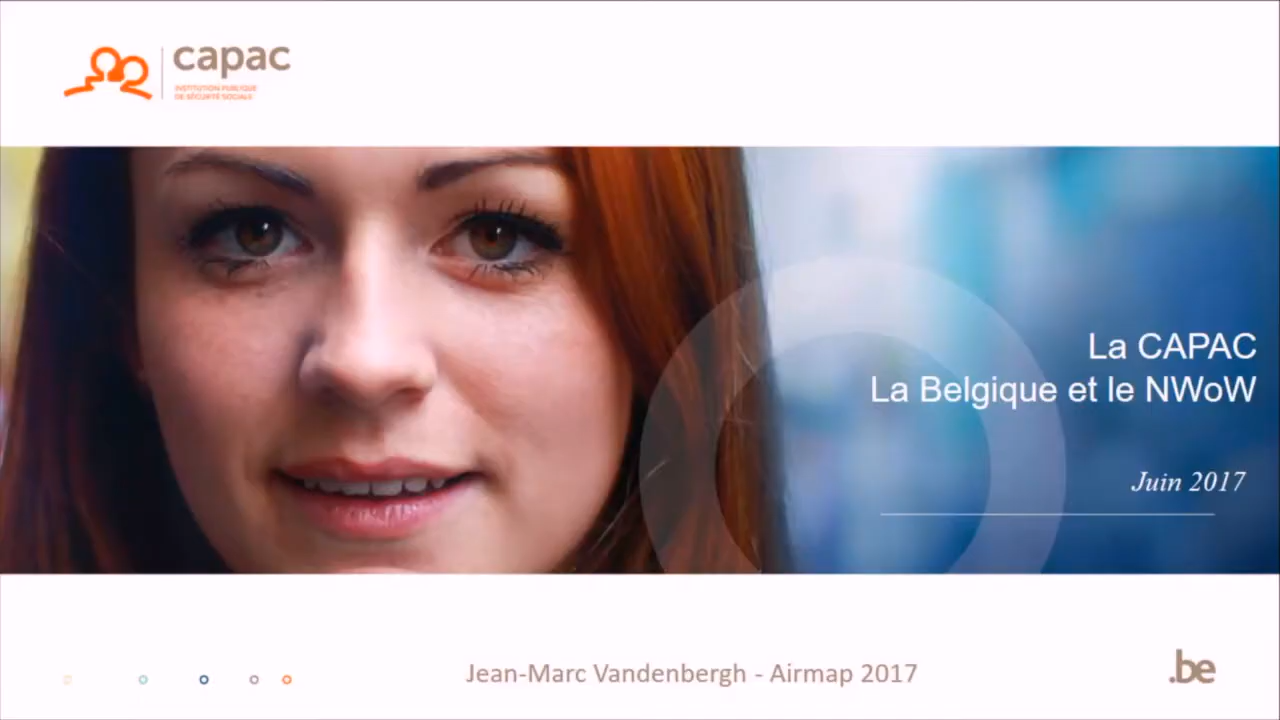 capac
INSTITUTION PUBLIQUE
DE SÉCURITÉ SOCIALE
La CAPAC
La Belgique et le NWoW
Juin 2017
Jean-Marc Vandenbergh - Airmap 2017
.be